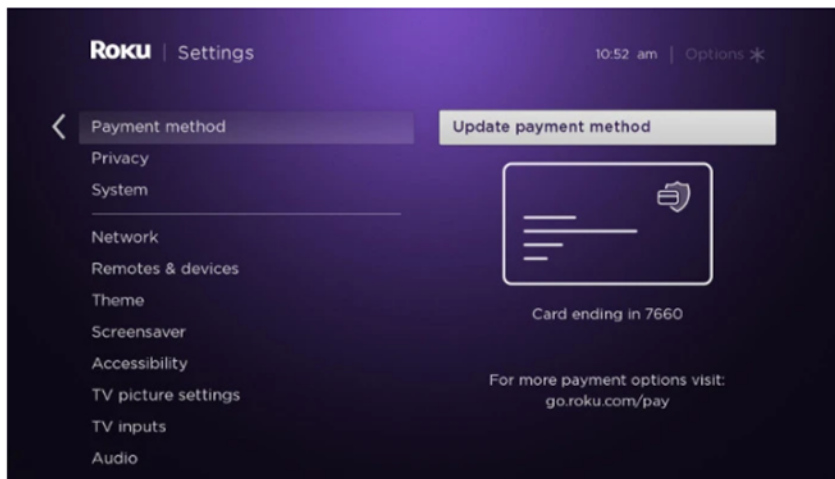 Roku | Settings
10:52 am | Options
Payment method
Privacy
System
Network
Remotes & devices
Theme
Screensaver
Accessibility
TV picture settings
TV inputs
Audio
Update payment method
Card ending in 7660
For more payment options visit:
go.roku.com/pay